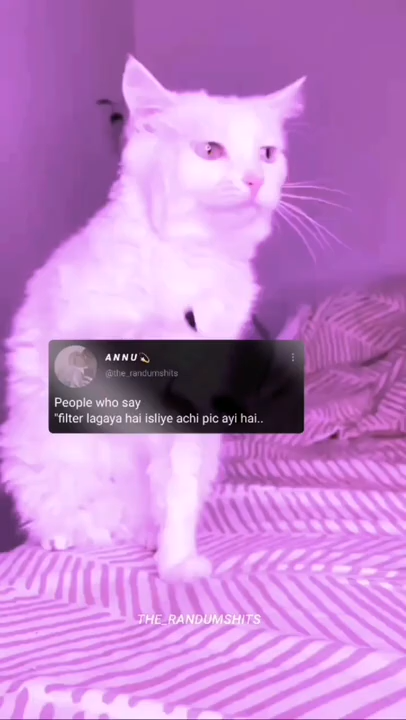 ANNU💫
@the_randumshits
People who say
"filter lagaya hai isliye achi pic ayi hai..
THE_RANDUMSHITS